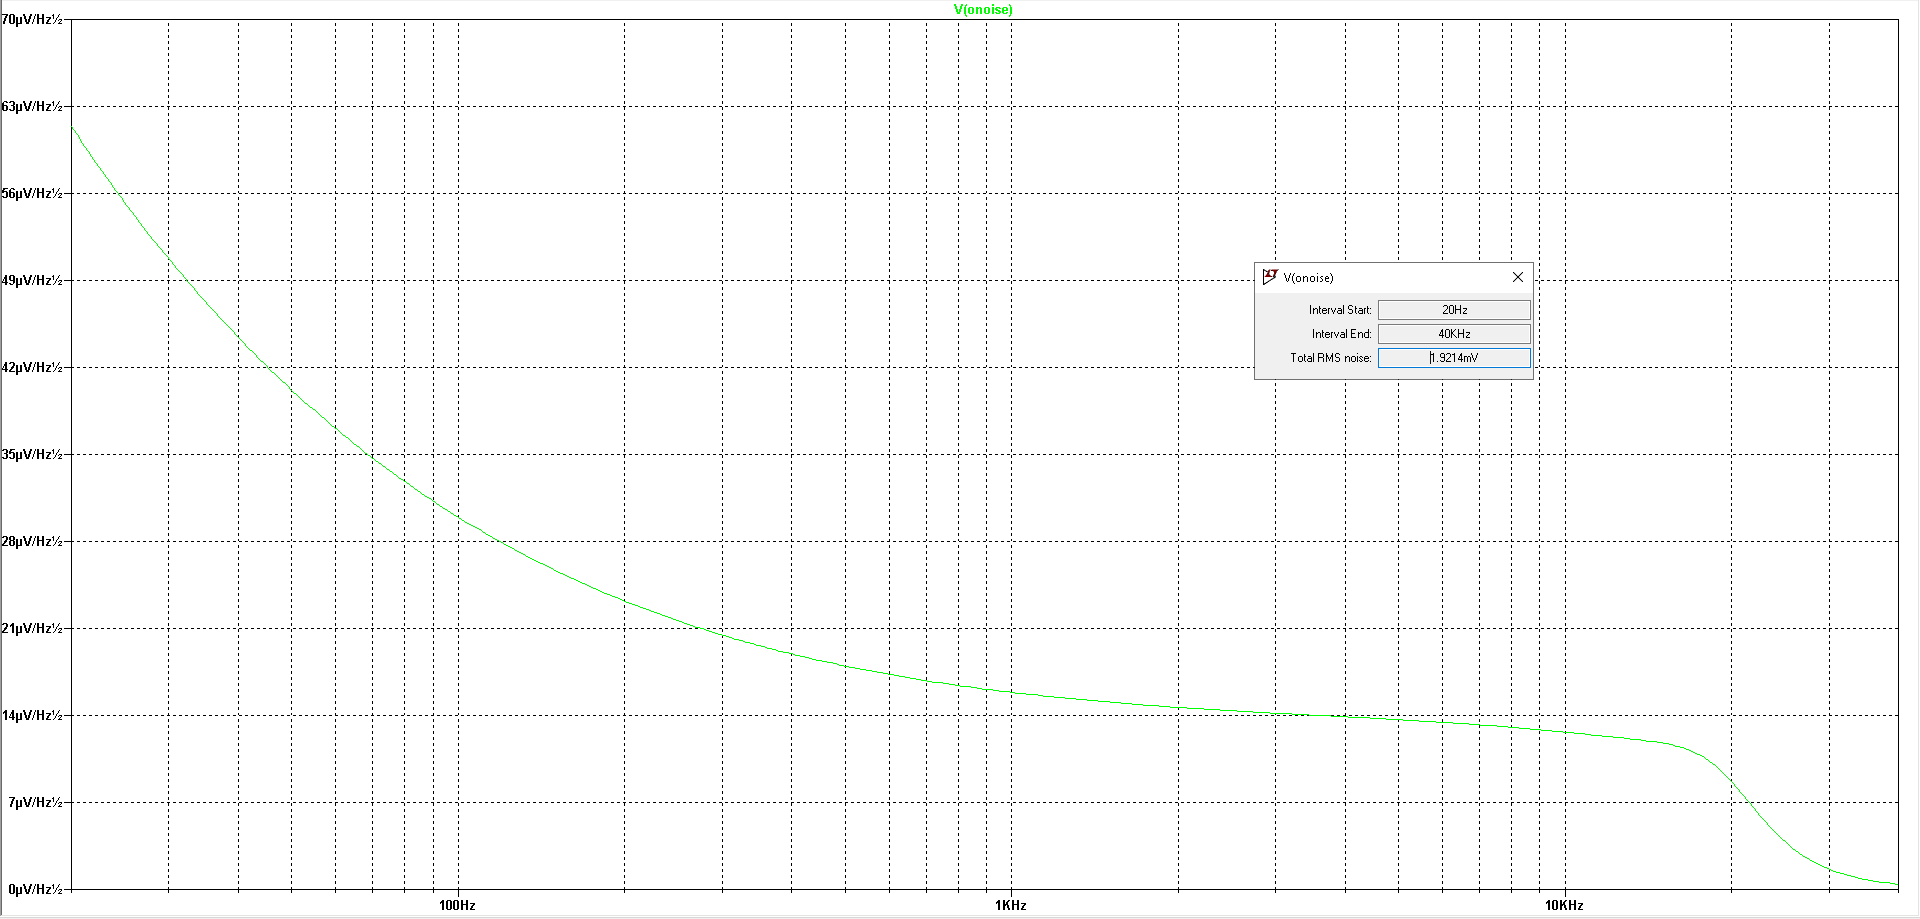 V(onoise)
70µV/Hz½
63µV/Hz½
56µV/Hz½
49µV/Hz½
42µV/Hz½
35µV/Hz½
28µV/Hz½
21µV/Hz½
14µV/Hz½
7µV/Hz½
0µV/Hz½
100Hz
1KHz
10KHz
V(onoise)
Interval Start: 20Hz
Interval End: 40KHz
Total RMS noise: 1.9214mV